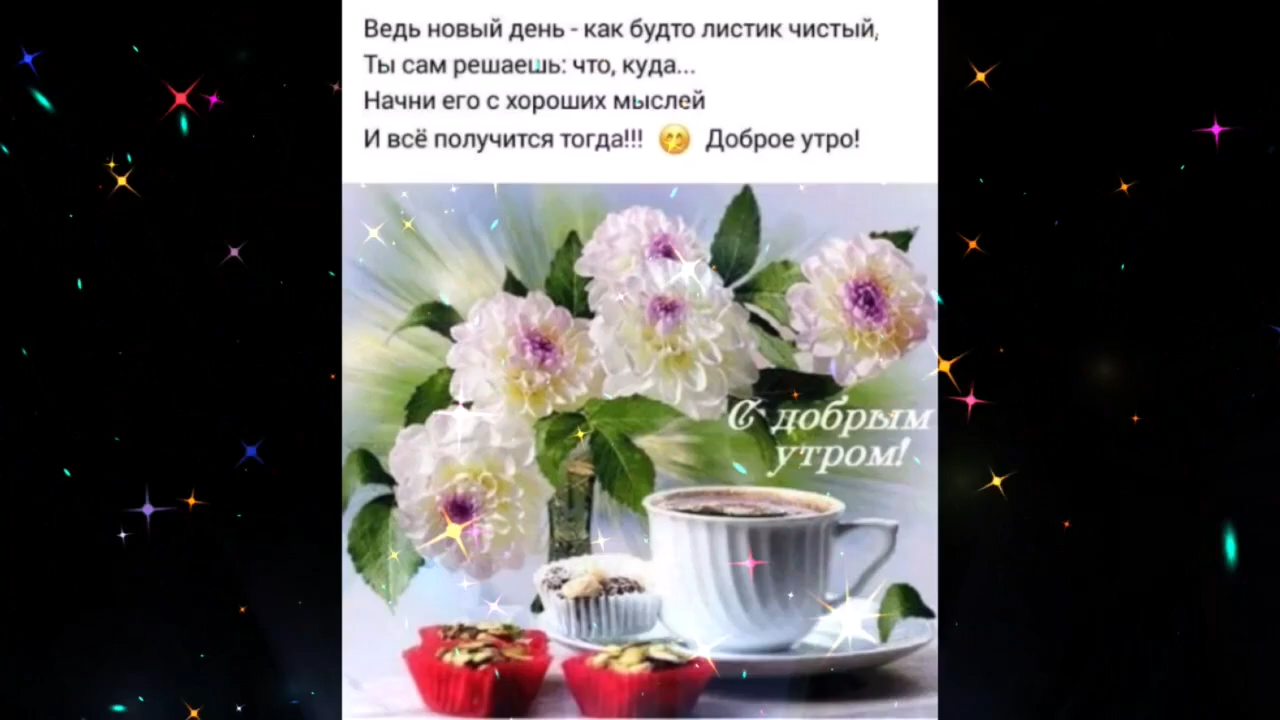 Ведь новый день - как будто листик чистый,
Ты сам решаешь: что, куда...
Начни его с хороших мыслей
И всё получится тогда!!! 🤭 Доброе утро!
С добрым
утром!